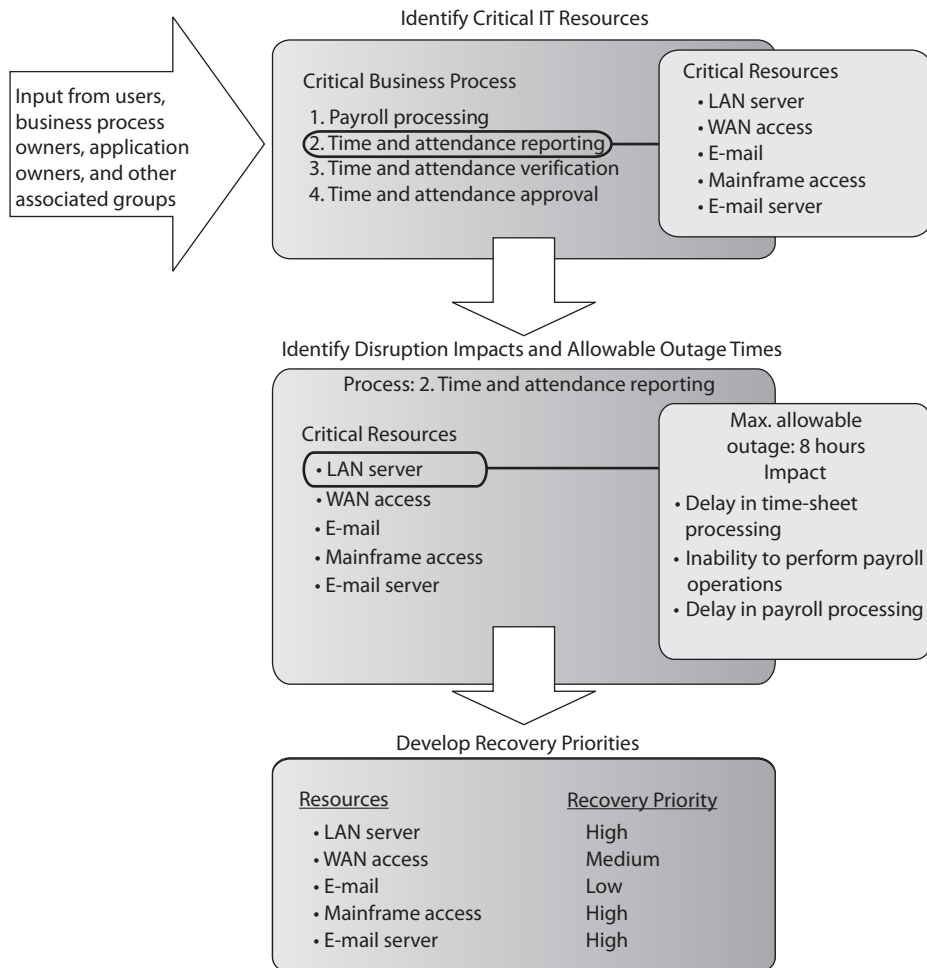 Identify Critical IT Resources
Input from users,
business process
owners, application
owners, and other
associated groups
Critical Business Process
1. Payroll processing
2. Time and attendance reporting
3. Time and attendance verification
4. Time and attendance approval
Critical Resources
• LAN server
• WAN access
• E-mail
• Mainframe access
• E-mail server
Identify Disruption Impacts and Allowable Outage Times
Process: 2. Time and attendance reporting
Critical Resources
• LAN server
• WAN access
• E-mail
• Mainframe access
• E-mail server
Max. allowable
outage: 8 hours
Impact
• Delay in time-sheet
processing
• Inability to perform payroll
operations
• Delay in payroll processing
Develop Recovery Priorities
Resources Recovery Priority
• LAN server High
• WAN access Medium
• E-mail Low
• Mainframe access High
• E-mail server High